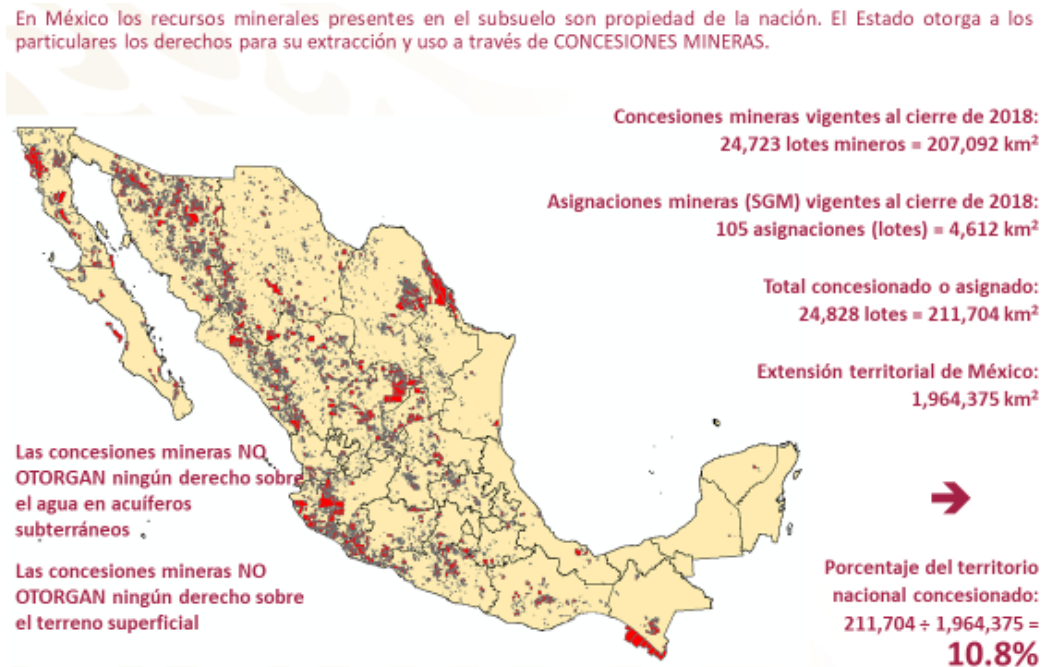 En México los recursos minerales presentes en el subsuelo son propiedad de la nación. El Estado otorga a los
particulares los derechos para su extracción y uso a través de CONCESIONES MINERAS.
Concesiones mineras vigentes al cierre de 2018:
24,723 lotes mineros = 207,092 km²
Asignaciones mineras (SGM) vigentes al cierre de 2018:
105 asignaciones (lotes) = 4,612 km²
Total concesionado o asignado:
24,828 lotes = 211,704 km²
Extensión territorial de México:
1,964,375 km²
Las concesiones mineras NO
OTORGAN ningún derecho sobre
el agua en acuíferos
subterráneos
Las concesiones mineras NO
OTORGAN ningún derecho sobre
el terreno superficial
Porcentaje del territorio
nacional concesionado:
211,704 ÷ 1,964,375 =
10.8%